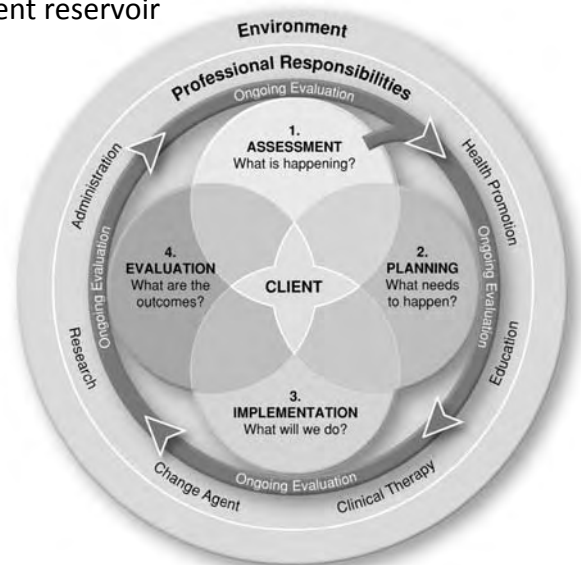 ent reservoir
Environment
Professional Responsibilities
Ongoing Evaluation
1.
ASSESSMENT
What is happening?
Administration
Health Promotion
4.
EVALUATION
What are the
outcomes?
CLIENT
2.
PLANNING
What needs
to happen?
Ongoing Evaluation
Ongoing Evaluation
Research
Education
3.
IMPLEMENTATION
What will we do?
Change Agent
Ongoing Evaluation
Clinical Therapy